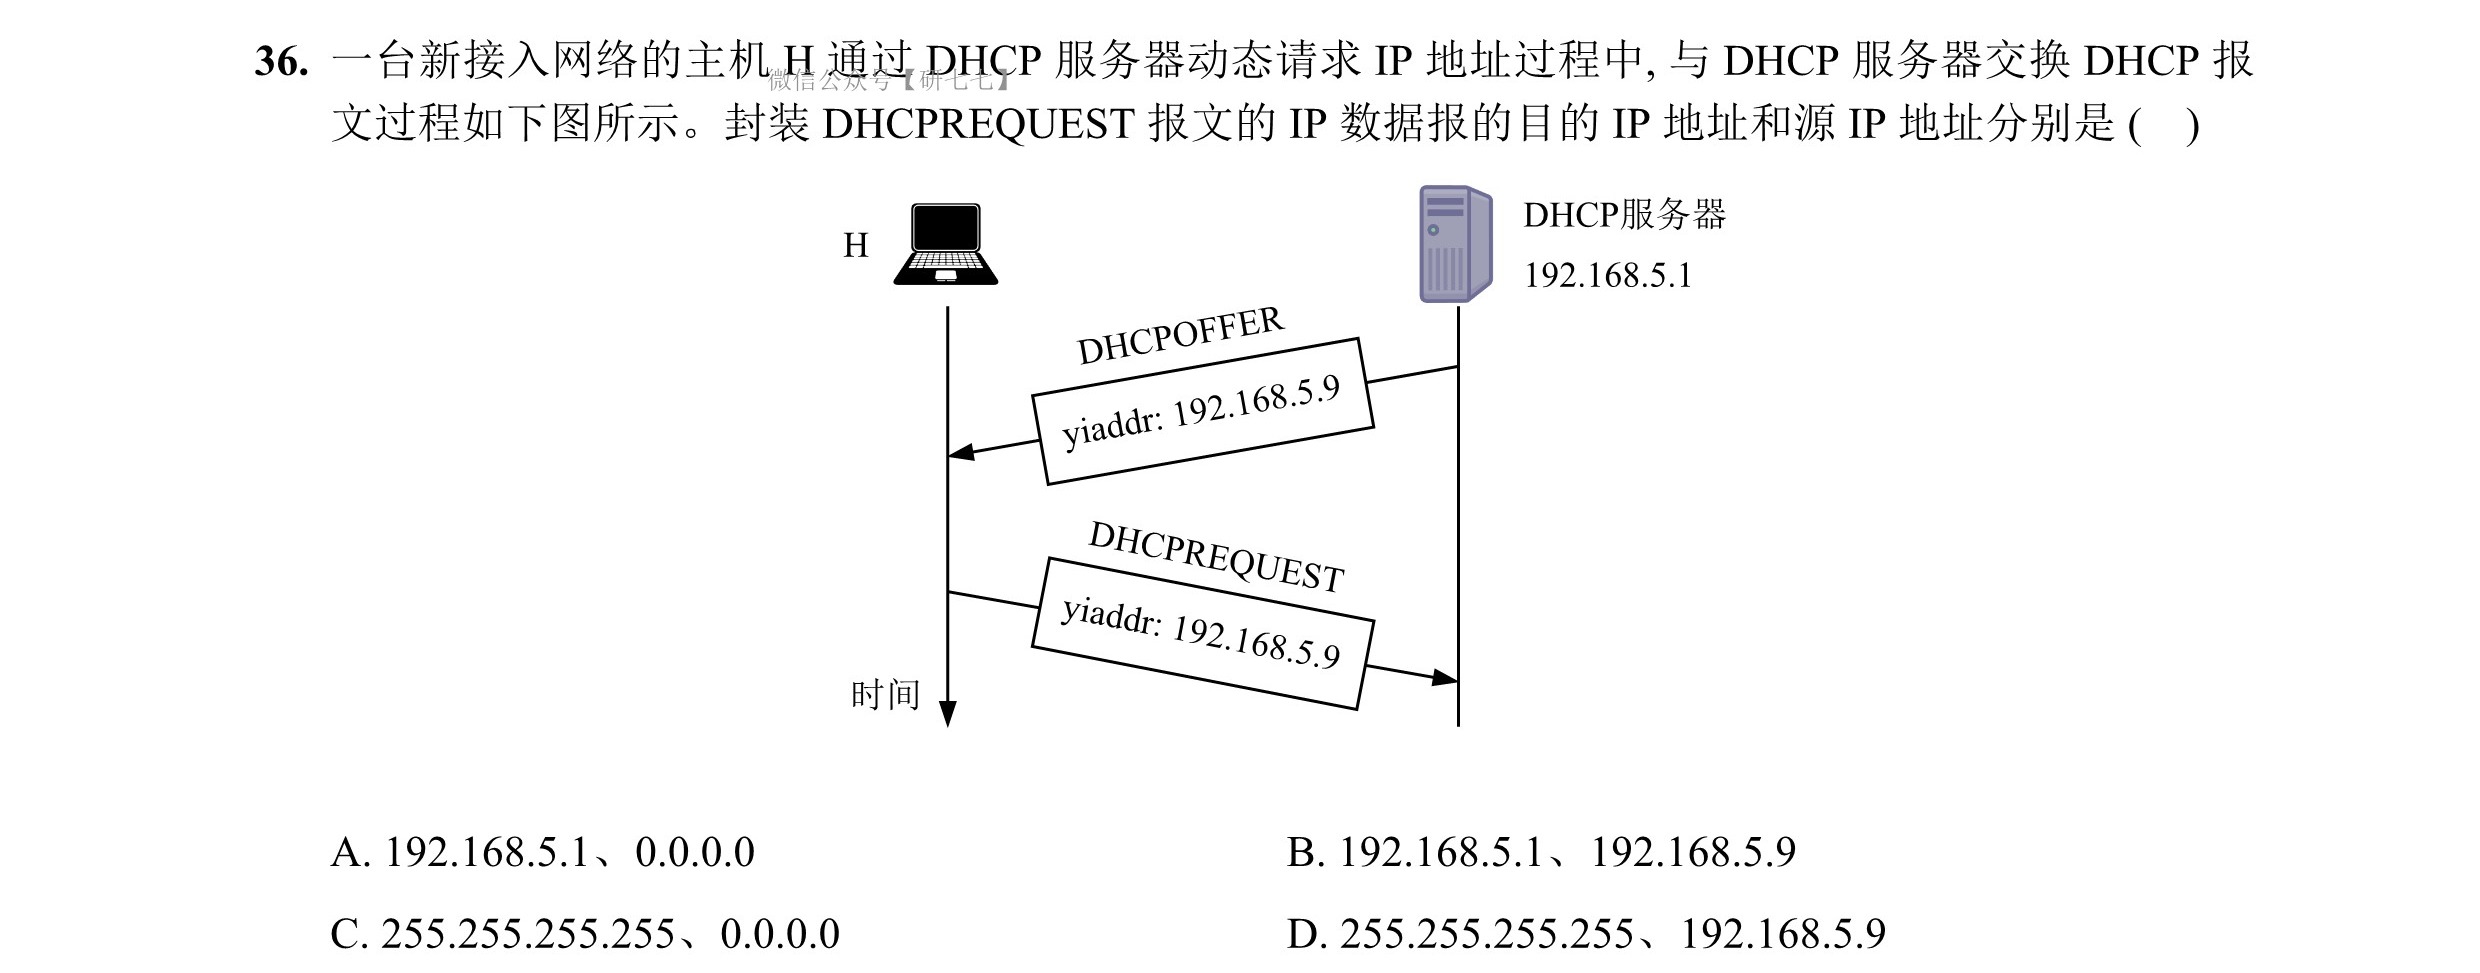 36. 一台新接入网络的主机 H 通过 DHCP 服务器动态请求 IP 地址过程中, 与 DHCP 服务器交换 DHCP 报
微信公众号【研七七】
文过程如下图所示。封装 DHCPREQUEST 报文的 IP 数据报的目的 IP 地址和源 IP 地址分别是 (   )
H
DHCP服务器
192.168.5.1
DHCPOFFER
yiaddr: 192.168.5.9
DHCPREQUEST
yiaddr: 192.168.5.9
时间
A. 192.168.5.1、0.0.0.0
B. 192.168.5.1、192.168.5.9
C. 255.255.255.255、0.0.0.0
D. 255.255.255.255、192.168.5.9